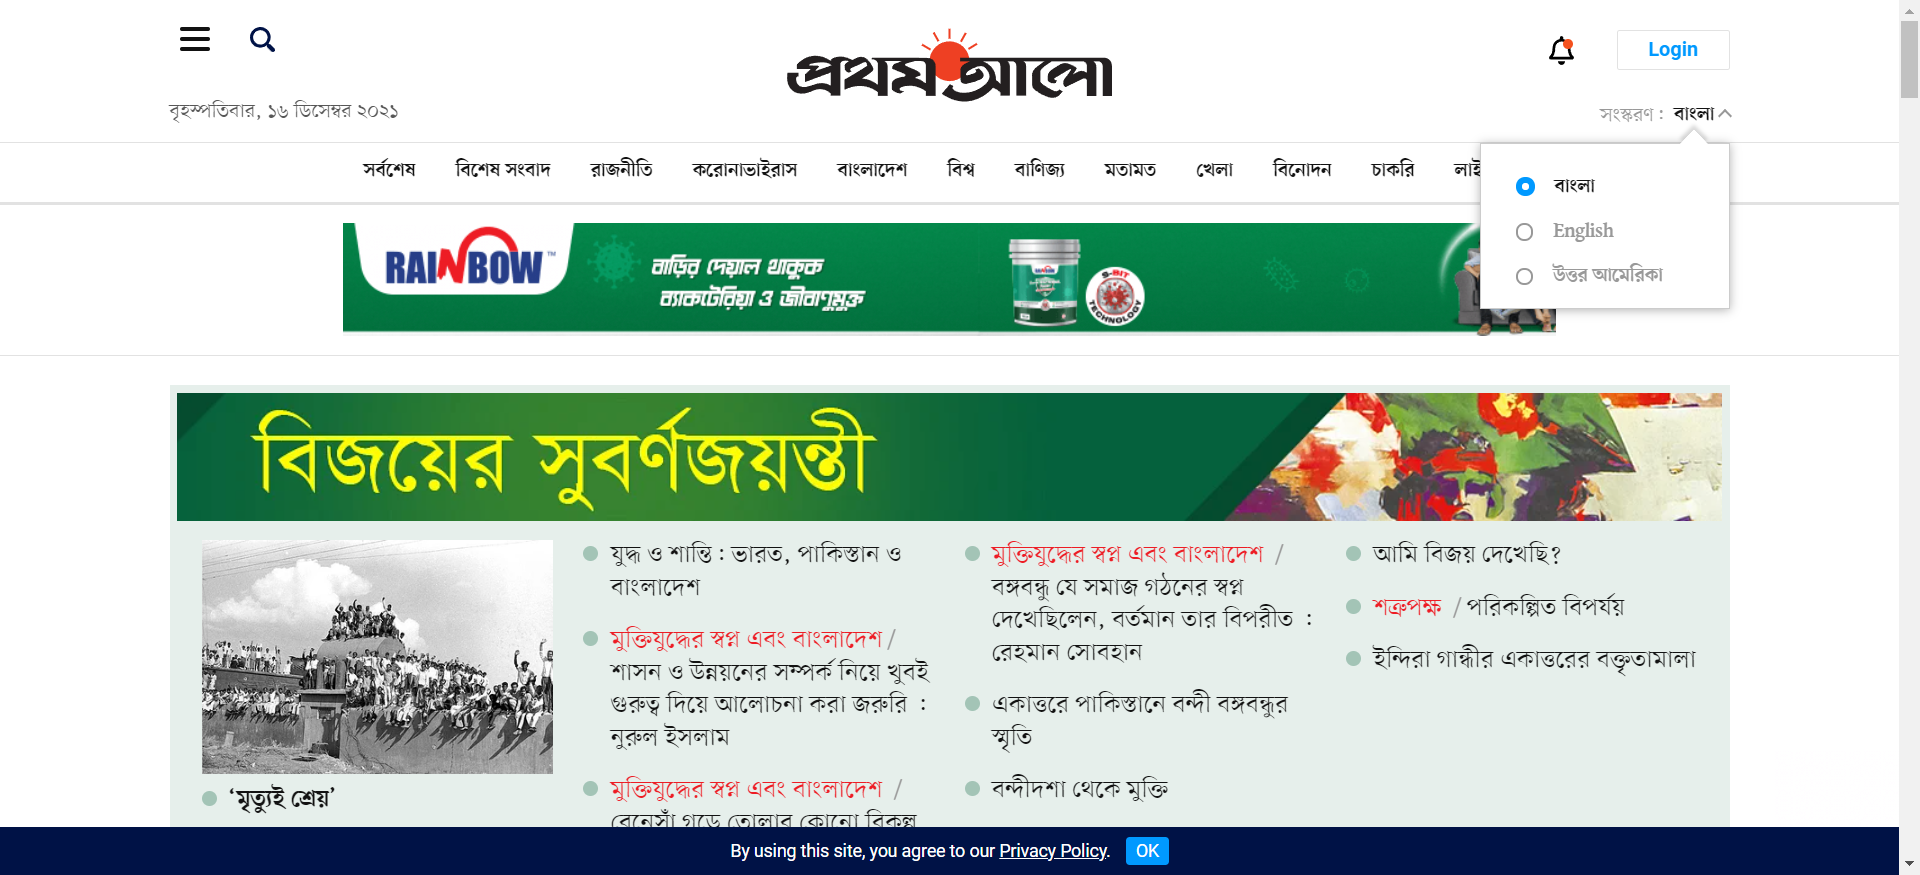 প্রথম আলো
Login
বৃহস্পতিবার, ১৬ ডিসেম্বর ২০২১
সংস্করণ : বাংলা
সর্বশেষ বিশেষ সংবাদ রাজনীতি করোনাভাইরাস বাংলাদেশ বিশ্ব বাণিজ্য মতামত খেলা বিনোদন চাকরি লাই
বাংলা
English
উত্তর আমেরিকা
RAINBOW™
বাড়ির দেয়াল থাকুক
ব্যাকটেরিয়া ও জীবাণুমুক্ত
S-BIT
TECHNOLOGY
বিজয়ের সুবর্ণজয়ন্তী
‘মৃত্যুই শ্রেয়’
যুদ্ধ ও শান্তি : ভারত, পাকিস্তান ও
বাংলাদেশ
মুক্তিযুদ্ধের স্বপ্ন এবং বাংলাদেশ /
শাসন ও উন্নয়নের সম্পর্ক নিয়ে খুবই
গুরুত্ব দিয়ে আলোচনা করা জরুরি :
নুরুল ইসলাম
মুক্তিযুদ্ধের স্বপ্ন এবং বাংলাদেশ /
রেনেসাঁ গড়ে তোলার কোনো বিকল্প
মুক্তিযুদ্ধের স্বপ্ন এবং বাংলাদেশ /
বঙ্গবন্ধু যে সমাজ গঠনের স্বপ্ন
দেখেছিলেন, বর্তমান তার বিপরীত :
রেহমান সোবহান
একাত্তরে পাকিস্তানে বন্দী বঙ্গবন্ধুর
স্মৃতি
বন্দীদশা থেকে মুক্তি
আমি বিজয় দেখেছি?
শত্রুপক্ষ / পরিকল্পিত বিপর্যয়
ইন্দিরা গান্ধীর একাত্তরের বক্তৃতামালা
By using this site, you agree to our Privacy Policy. OK